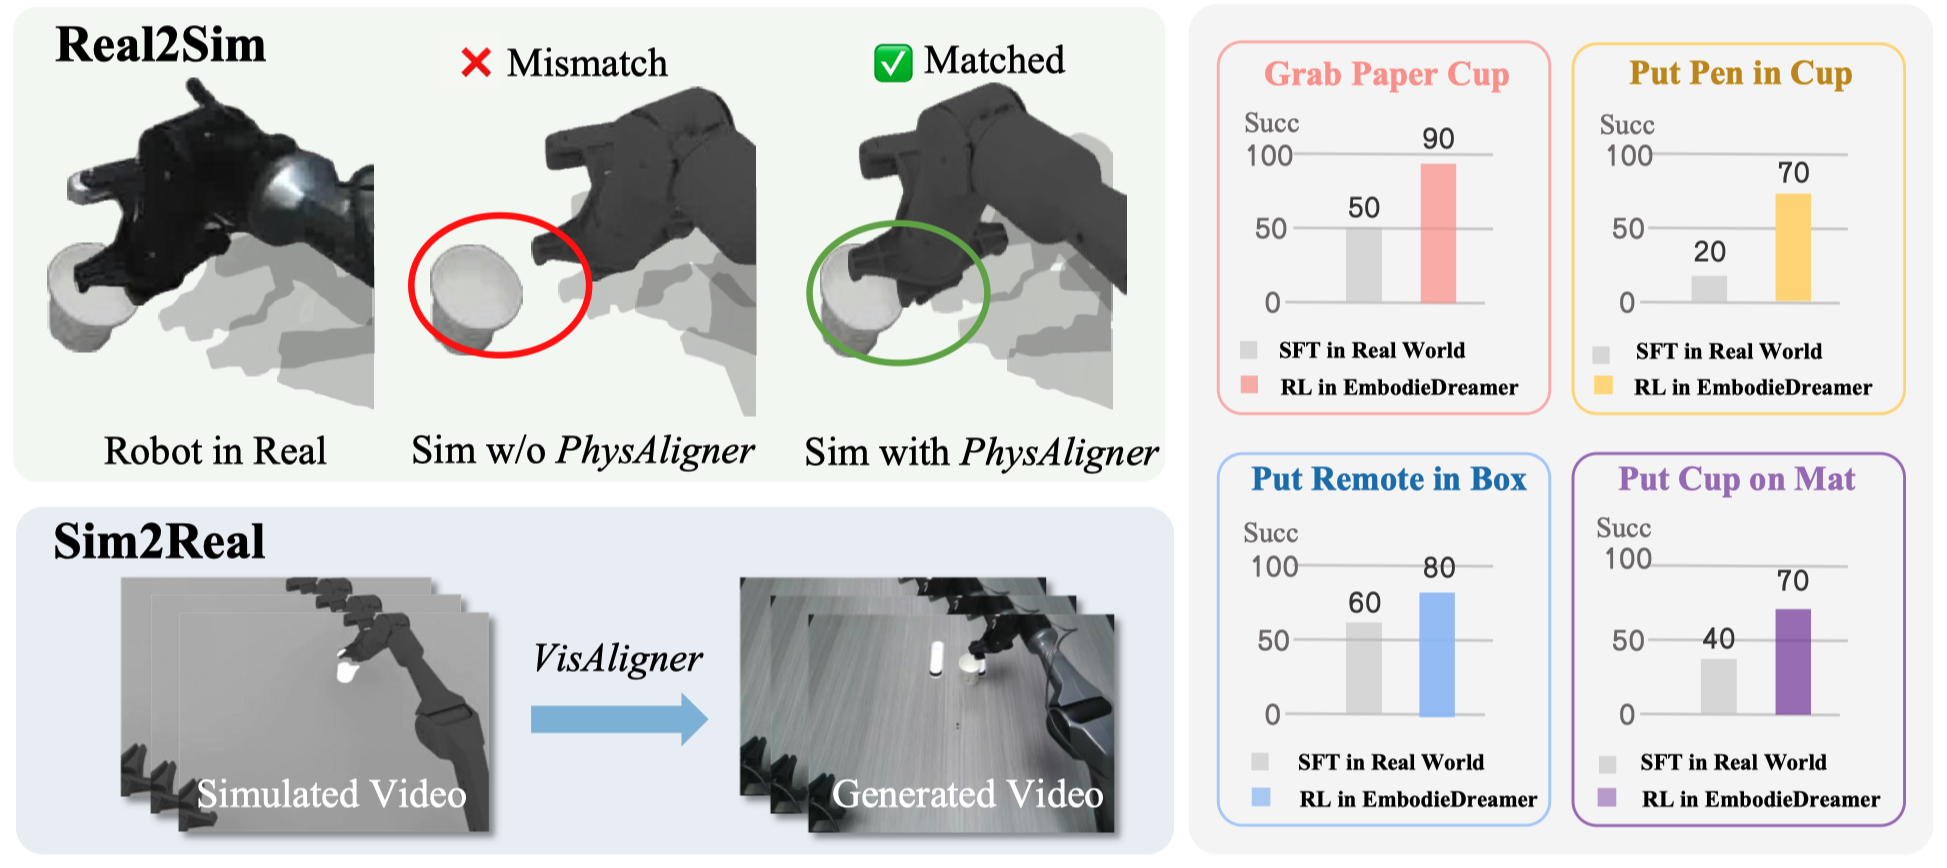 Real2Sim
❌ Mismatch
✅ Matched
Robot in Real
Sim w/o PhysAligner
Sim with PhysAligner
Sim2Real
Simulated Video
VisAligner
Generated Video
Grab Paper Cup
Succ
100
50
0
50
90
SFT in Real World
RL in EmbodieDreamer
Put Pen in Cup
Succ
100
50
0
20
70
SFT in Real World
RL in EmbodieDreamer
Put Remote in Box
Succ
100
50
0
60
80
SFT in Real World
RL in EmbodieDreamer
Put Cup on Mat
Succ
100
50
0
40
70
SFT in Real World
RL in EmbodieDreamer